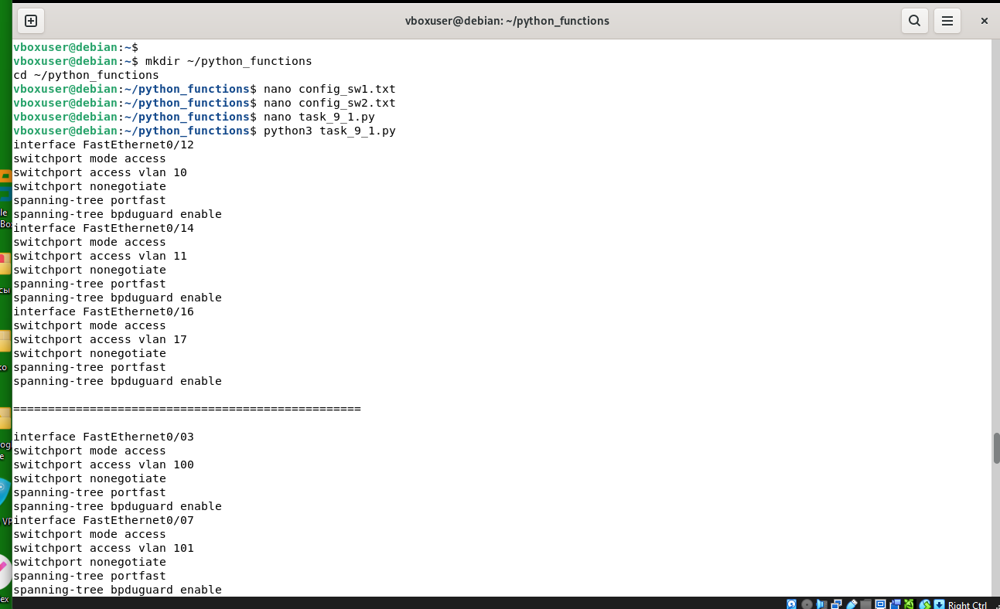 vboxuser@debian: ~/python_functions
vboxuser@debian:~$
vboxuser@debian:~$ mkdir ~/python_functions
cd ~/python_functions
vboxuser@debian:~/python_functions$ nano config_sw1.txt
vboxuser@debian:~/python_functions$ nano config_sw2.txt
vboxuser@debian:~/python_functions$ nano task_9_1.py
vboxuser@debian:~/python_functions$ python3 task_9_1.py
interface FastEthernet0/12
switchport mode access
switchport access vlan 10
switchport nonegotiate
spanning-tree portfast
spanning-tree bpduguard enable
interface FastEthernet0/14
switchport mode access
switchport access vlan 11
switchport nonegotiate
spanning-tree portfast
spanning-tree bpduguard enable
interface FastEthernet0/16
switchport mode access
switchport access vlan 17
switchport nonegotiate
spanning-tree portfast
spanning-tree bpduguard enable
==================================================
interface FastEthernet0/03
switchport mode access
switchport access vlan 100
switchport nonegotiate
spanning-tree portfast
spanning-tree bpduguard enable
interface FastEthernet0/07
switchport mode access
switchport access vlan 101
switchport nonegotiate
spanning-tree portfast
spanning-tree bpduguard enable
Right Ctrl